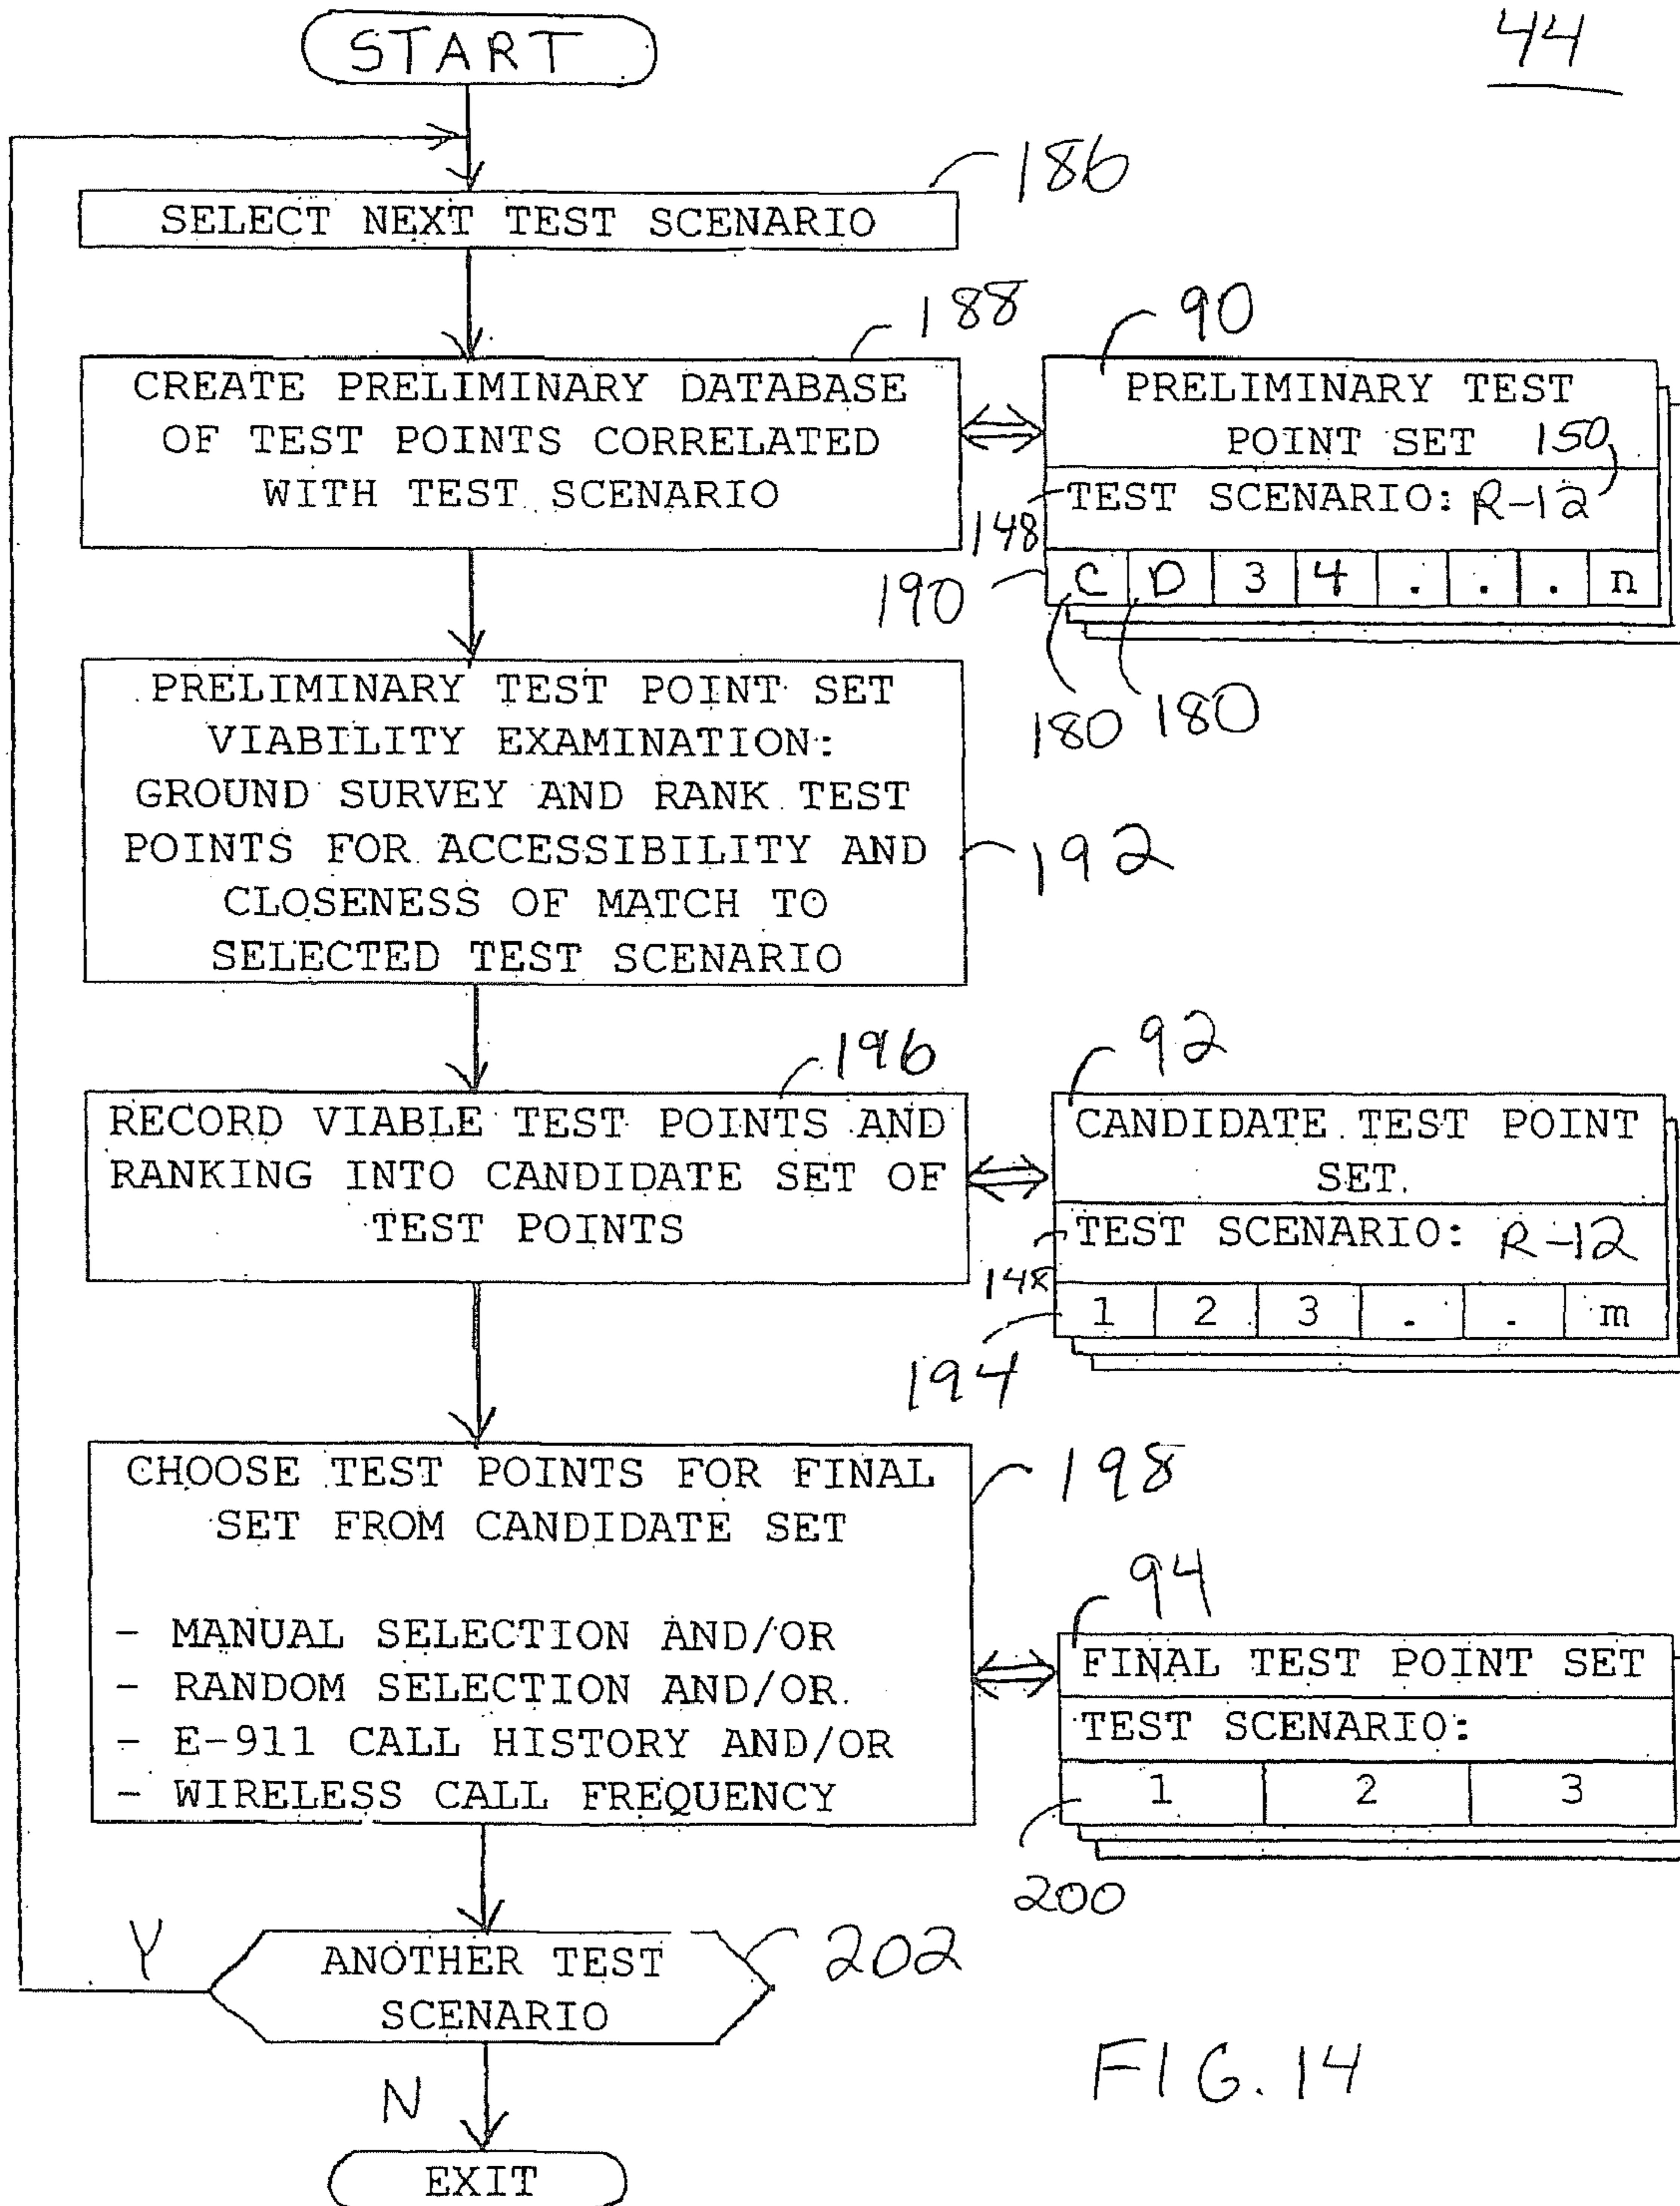 44
START
186
SELECT NEXT TEST SCENARIO
188
CREATE PRELIMINARY DATABASE
OF TEST POINTS CORRELATED
WITH TEST SCENARIO
90
PRELIMINARY TEST
POINT SET 150
TEST SCENARIO: R-12
148
190
C D 3 4 . . . n
180 180
PRELIMINARY TEST POINT SET
VIABILITY EXAMINATION:
GROUND SURVEY AND RANK TEST
POINTS FOR ACCESSIBILITY AND
CLOSENESS OF MATCH TO
SELECTED TEST SCENARIO
192
196
RECORD VIABLE TEST POINTS AND
RANKING INTO CANDIDATE SET OF
TEST POINTS
92
CANDIDATE TEST POINT
SET
TEST SCENARIO: R-12
148
1 2 3 . . m
194
CHOOSE TEST POINTS FOR FINAL
SET FROM CANDIDATE SET
198
- MANUAL SELECTION AND/OR
- RANDOM SELECTION AND/OR
- E-911 CALL HISTORY AND/OR
- WIRELESS CALL FREQUENCY
94
FINAL TEST POINT SET
TEST SCENARIO:
1 2 3
200
Y
ANOTHER TEST
SCENARIO
202
N
EXIT
FIG. 14